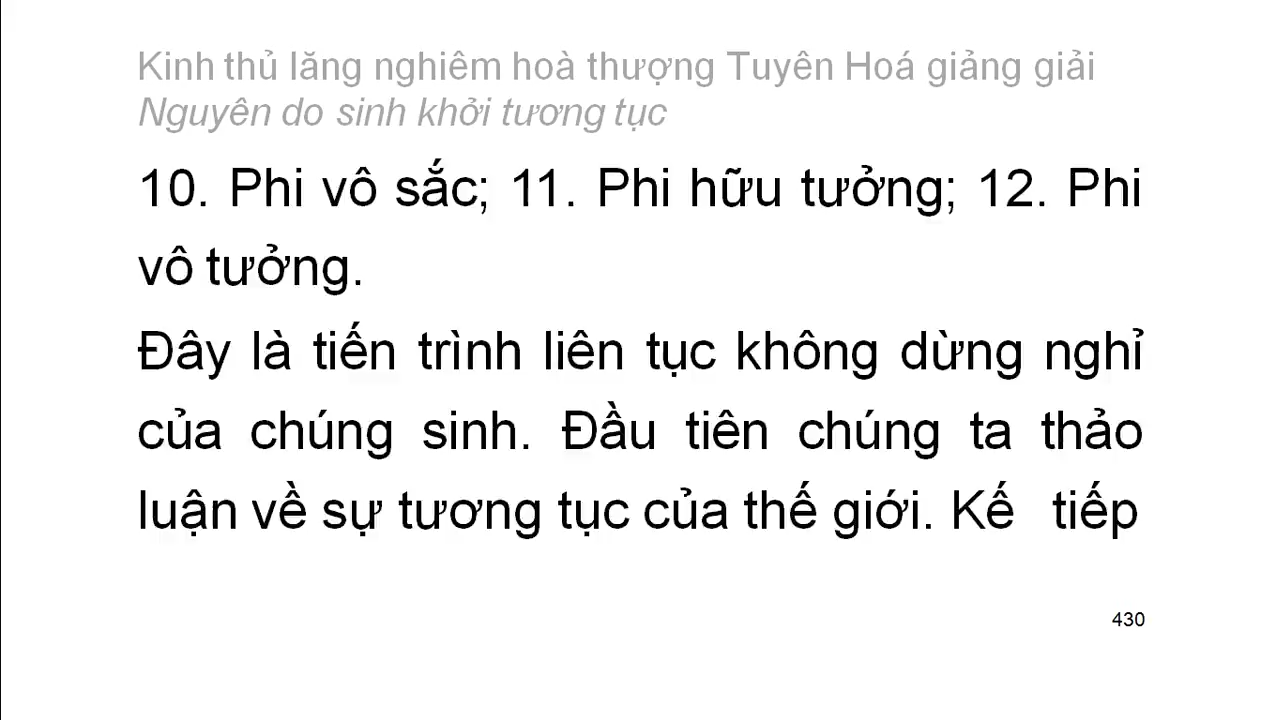 Kinh thủ lăng nghiêm hoà thượng Tuyên Hoá giảng giải
Nguyên do sinh khởi tương tục
10. Phi vô sắc; 11. Phi hữu tưởng; 12. Phi
vô tưởng.
Đây là tiến trình liên tục không dừng nghỉ
của chúng sinh. Đầu tiên chúng ta thảo
luận về sự tương tục của thế giới. Kế tiếp
430